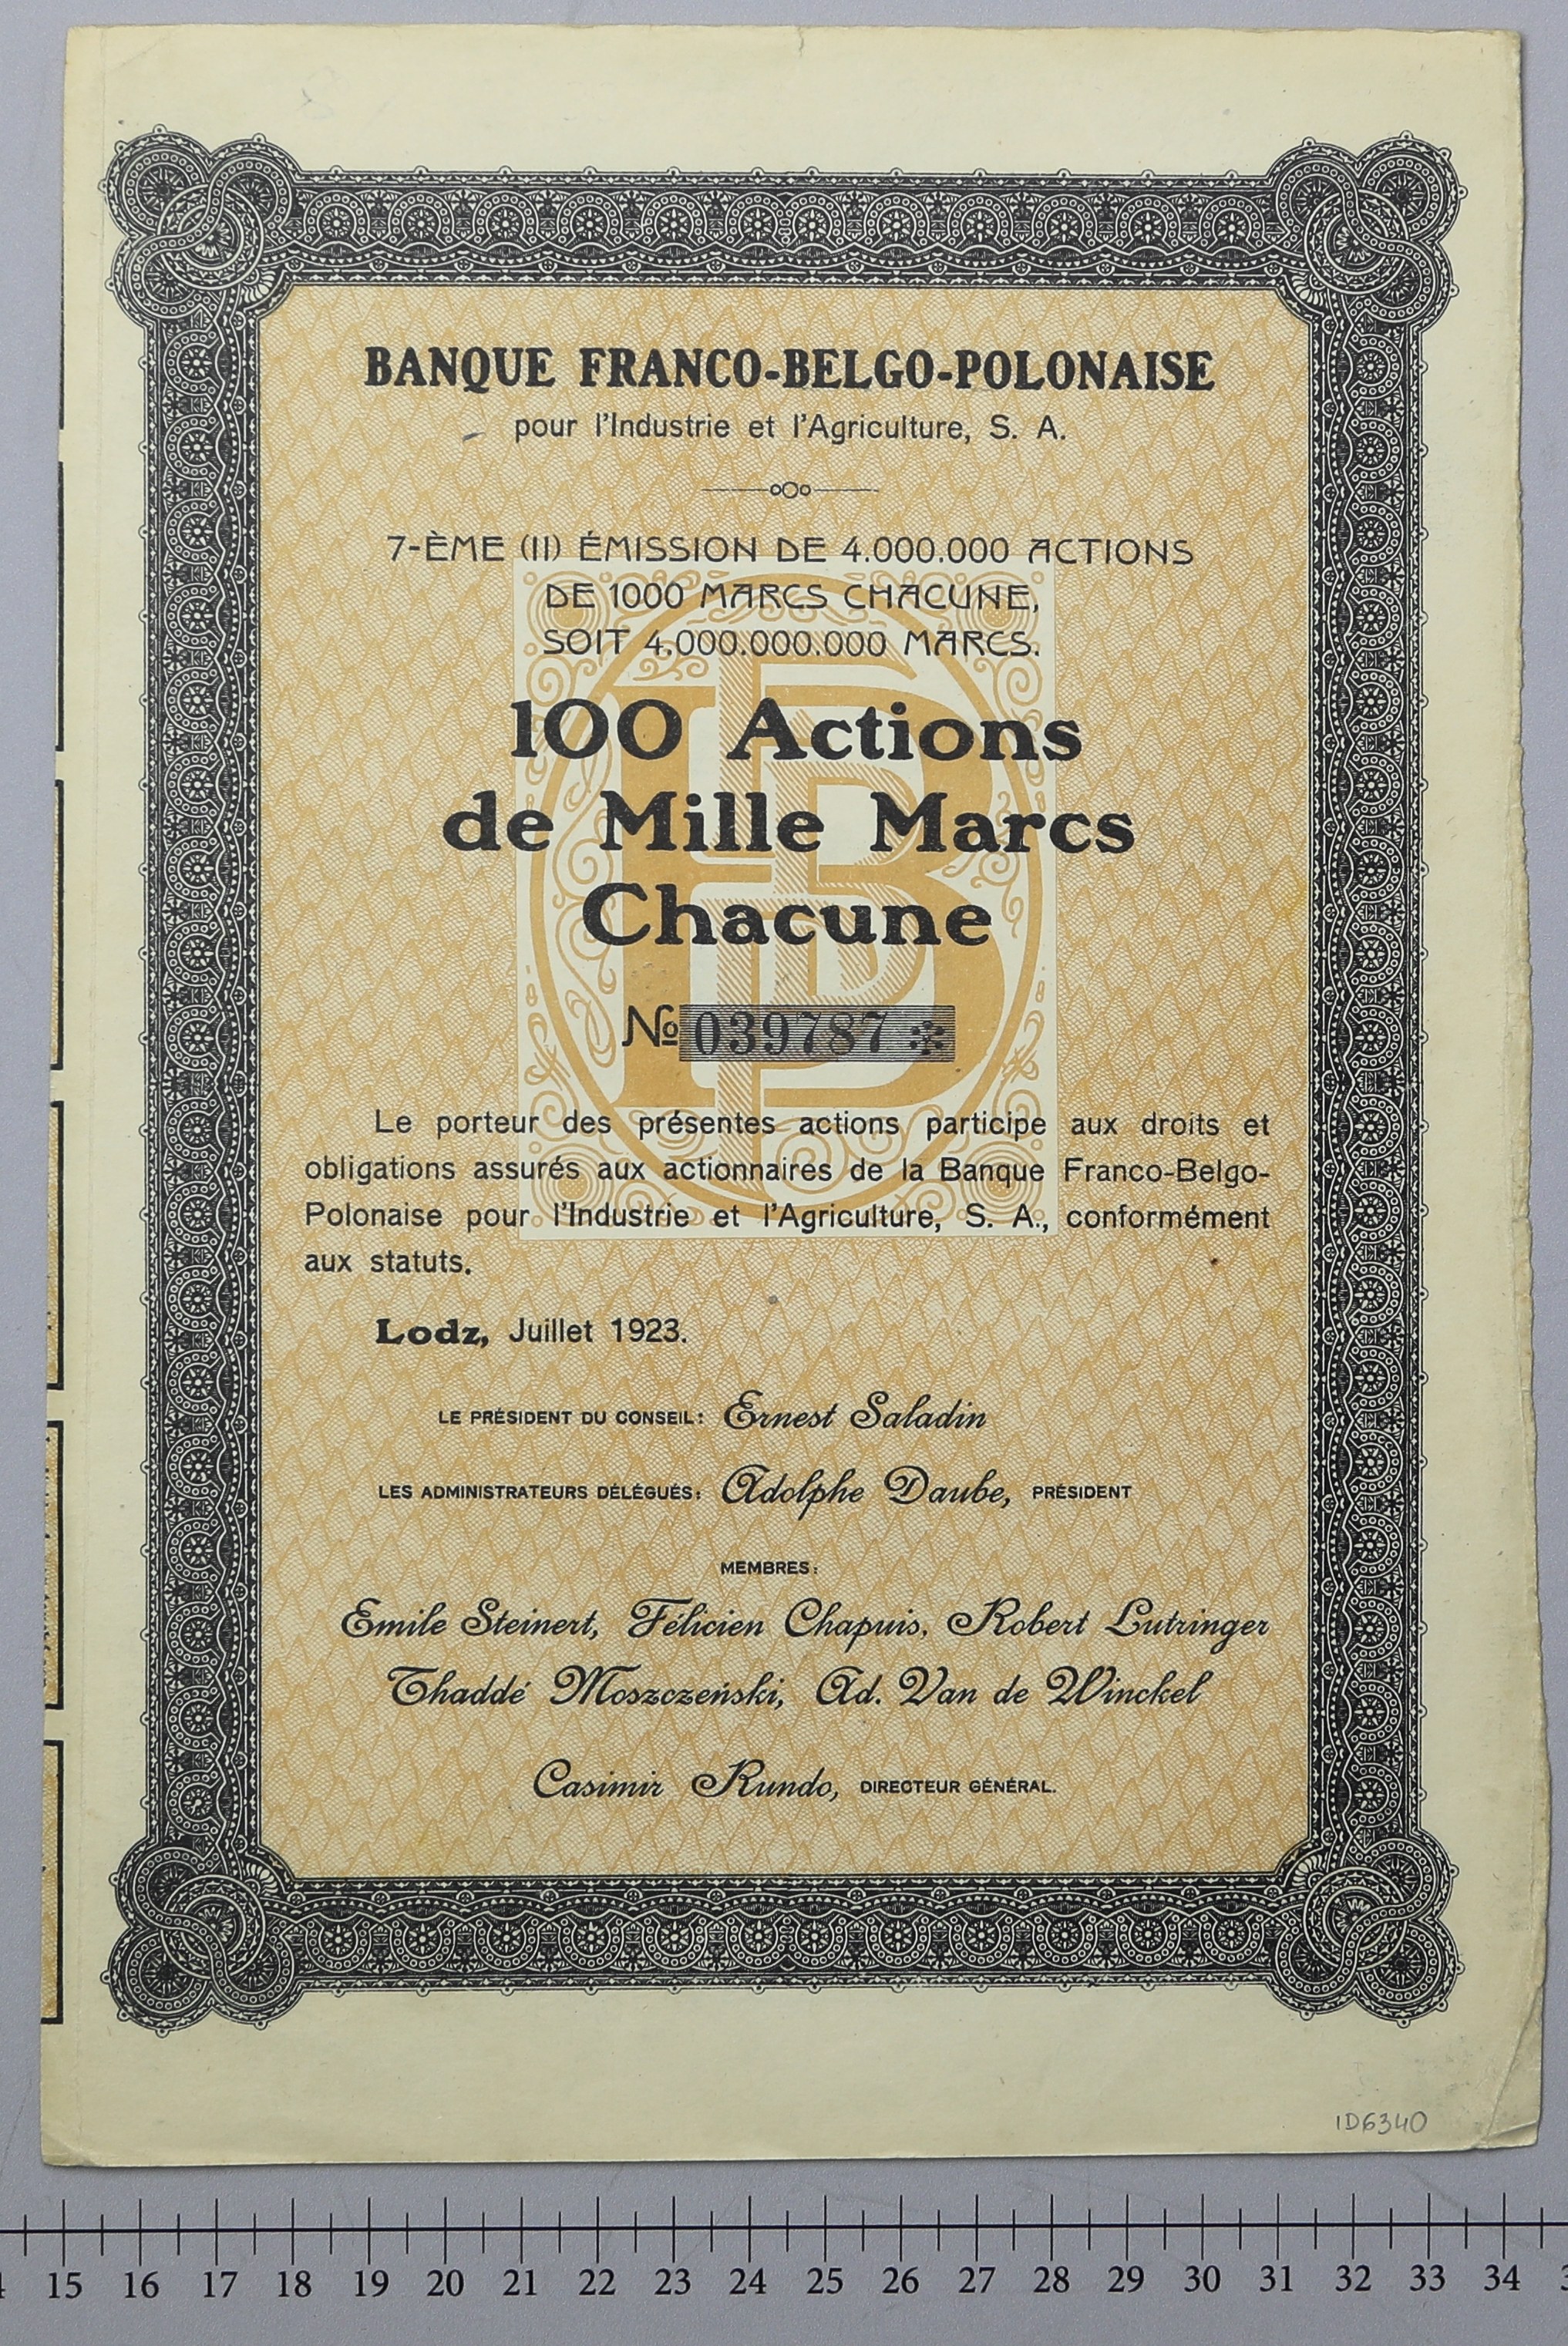 BANQUE FRANCO-BELGO-POLONAISE
pour l'Industrie et l'Agriculture, S. A.
7-ÈME (II) ÉMISSION DE 4.000.000 ACTIONS
DE 1000 MARCS CHACUNE,
SOIT 4.000.000.000 MARCS.
100 Actions
de Mille Marcs
Chacune
No 039787 *
Le porteur des présentes actions participe aux droits et
obligations assurés aux actionnaires de la Banque Franco-Belgo-
Polonaise pour l'Industrie et l'Agriculture, S. A., conformément
aux statuts.
Lodz, Juillet 1923.
LE PRÉSIDENT DU CONSEIL: Ernest Saladin
LES ADMINISTRATEURS DÉLÉGUÉS: Adolphe Daube, PRÉSIDENT
MEMBRES:
Emile Steinert, Félicien Chapuis, Robert Lutringer
Thaddé Moszczeński, Ad. Van de Winckel
Casimir Rundo, DIRECTEUR GÉNÉRAL.
ID6340
15 16 17 18 19 20 21 22 23 24 25 26 27 28 29 30 31 32 33 34